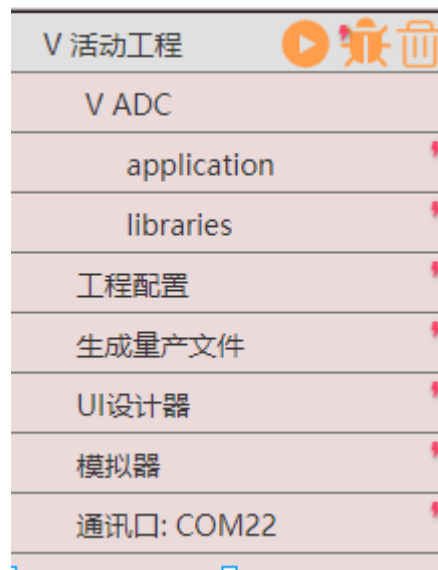 V 活动工程
V ADC
application
libraries
工程配置
生成量产文件
UI设计器
模拟器
通讯口: COM22